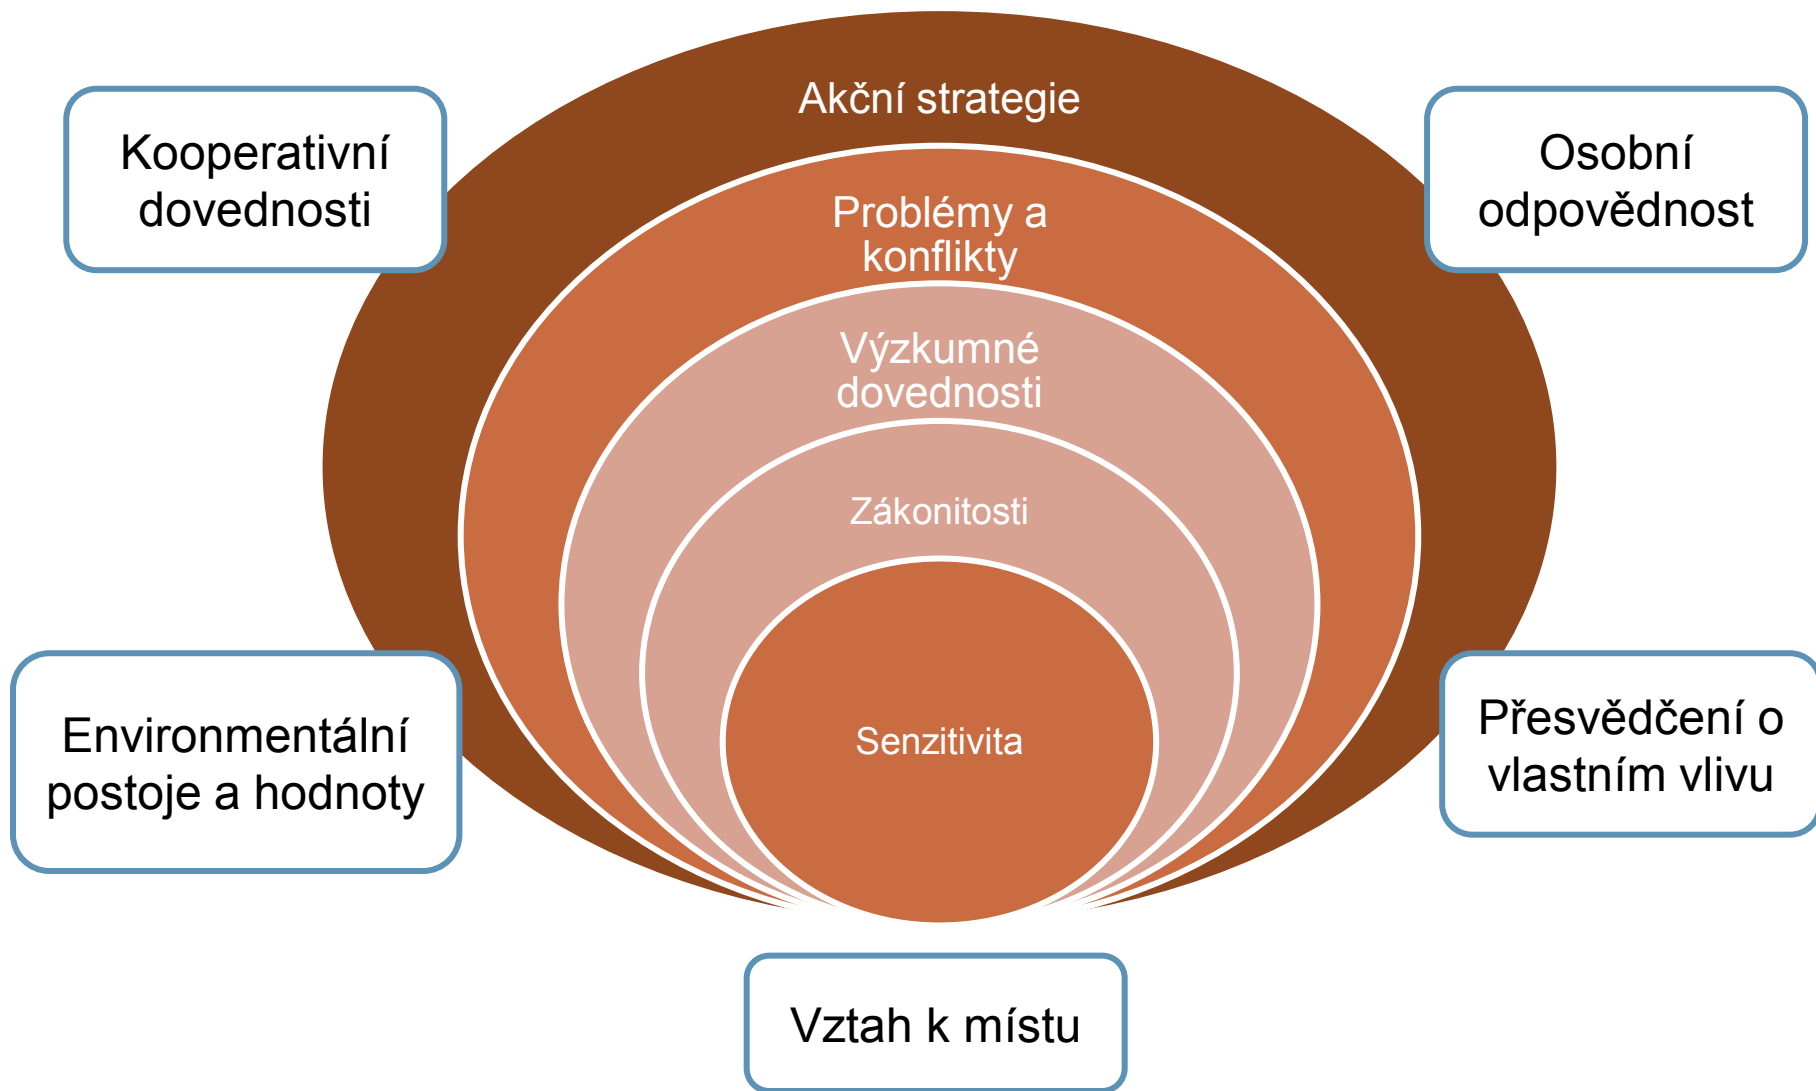 Akční strategie
Kooperativní
dovednosti
Osobní
odpovědnost
Problémy a
konflikty
Výzkumné
dovednosti
Zákonitosti
Senzitivita
Environmentální
postoje a hodnoty
Přesvědčení o
vlastním vlivu
Vztah k místu